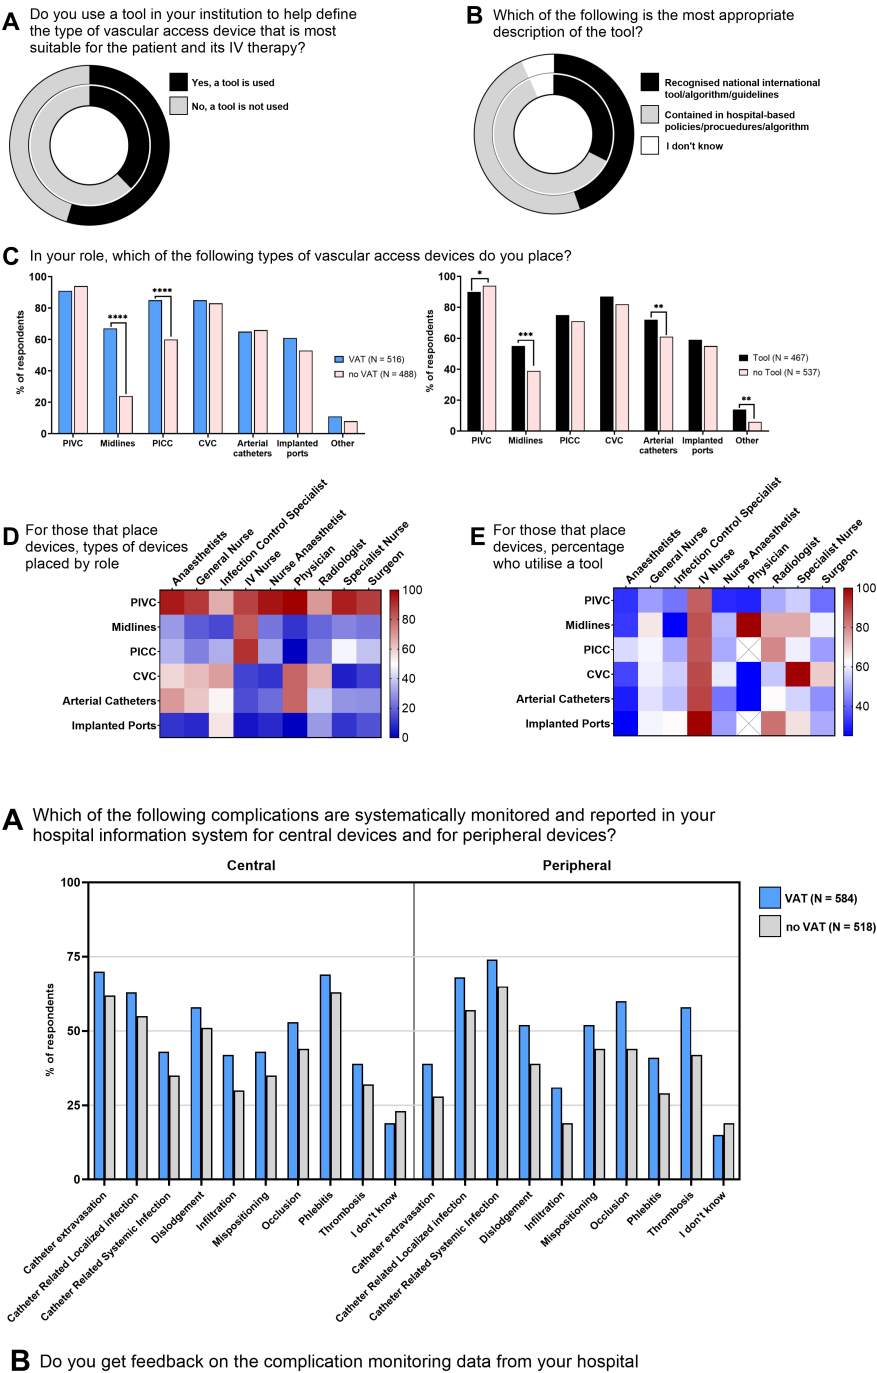 A
Do you use a tool in your institution to help define
the type of vascular access device that is most
suitable for the patient and its IV therapy?
Yes, a tool is used
No, a tool is not used
B
Which of the following is the most appropriate
description of the tool?
Recognised national international
tool/algorithm/guidelines
Contained in hospital-based
policies/procuedures/algorithm
I don't know
C In your role, which of the following types of vascular access devices do you place?
% of respondents
100
80
60
40
20
0
****
****
PIVC Midlines PICC CVC Arterial catheters Implanted ports Other
VAT (N = 516)
no VAT (N = 488)
% of respondents
100
80
60
40
20
0
*
***
**
**
PIVC Midlines PICC CVC Arterial catheters Implanted ports Other
Tool (N = 467)
no Tool (N = 537)
D
For those that place
devices, types of devices
placed by role
Anaesthetists
General Nurse
Infection Control Specialist
IV Nurse
Nurse Anaesthetist
Physician
Radiologist
Specialist Nurse
Surgeon
PIVC
Midlines
PICC
CVC
Arterial Catheters
Implanted Ports
100
80
60
40
20
0
E
For those that place
devices, percentage
who utilise a tool
Anaesthetists
General Nurse
Infection Control Specialist
IV Nurse
Nurse Anaesthetist
Physician
Radiologist
Specialist Nurse
Surgeon
PIVC
Midlines
PICC
CVC
Arterial Catheters
Implanted Ports
100
80
60
40
A Which of the following complications are systematically monitored and reported in your
hospital information system for central devices and for peripheral devices?
Central
Peripheral
% of respondents
100
75
50
25
0
VAT (N = 584)
no VAT (N = 518)
Catheter extravasation
Catheter Related Localized Infection
Catheter Related Systemic Infection
Dislodgement
Infiltration
Mispositioning
Occlusion
Phlebitis
Thrombosis
I don't know
Catheter extravasation
Catheter Related Localized Infection
Catheter Related Systemic Infection
Dislodgement
Infiltration
Mispositioning
Occlusion
Phlebitis
Thrombosis
I don't know
B Do you get feedback on the complication monitoring data from your hospital